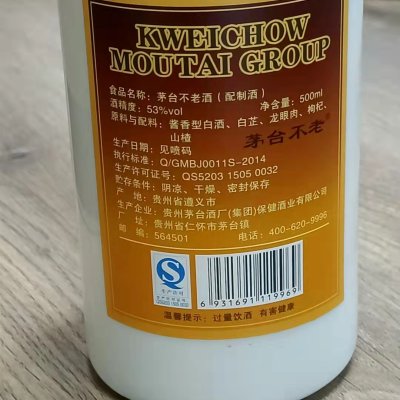 KWEICHOW
MOUTAI GROUP
食品名称：茅台不老酒（配制酒）
酒精度：53%vol 净含量：500ml
原料与配料：酱香型白酒、白芷、龙眼肉、枸杞、
山楂
茅台不老®
生产日期：见喷码
执行标准：Q/GMBJ0011S-2014
生产许可证号：QS5203 1505 0032
贮存条件：阴凉、干燥、密封保存
产 地：贵州省遵义市
生产企业：贵州茅台酒厂(集团)保健酒业有限公司
厂 址：贵州省仁怀市茅台镇
邮 编：564501 电话：400-620-9996
QS
生产许可
6 931691 119969
温馨提示：过量饮酒 有害健康